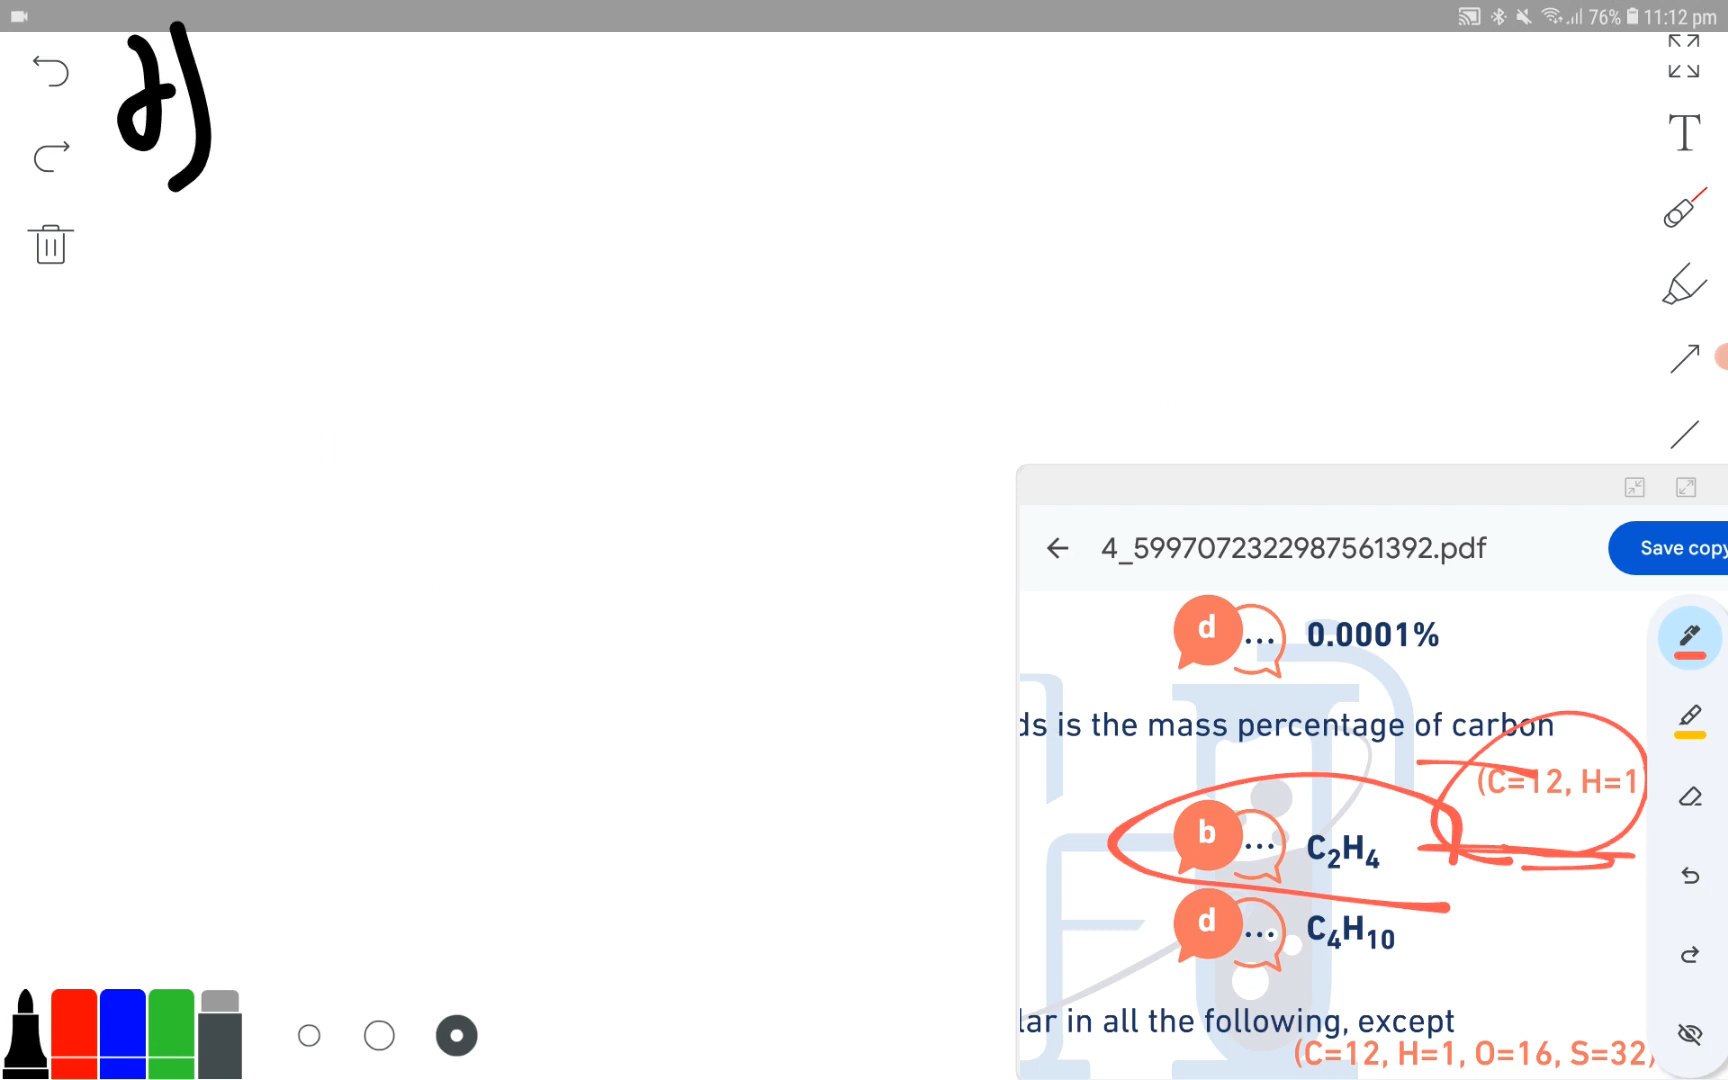 76% 11:12 pm
2)
T
4_5997072322987561392.pdf
Save copy
d ... 0.0001%
ds is the mass percentage of carbon
(C=12, H=1
b ... C₂H₄
d ... C₄H₁₀
lar in all the following, except
(C=12, H=1, O=16, S=32)